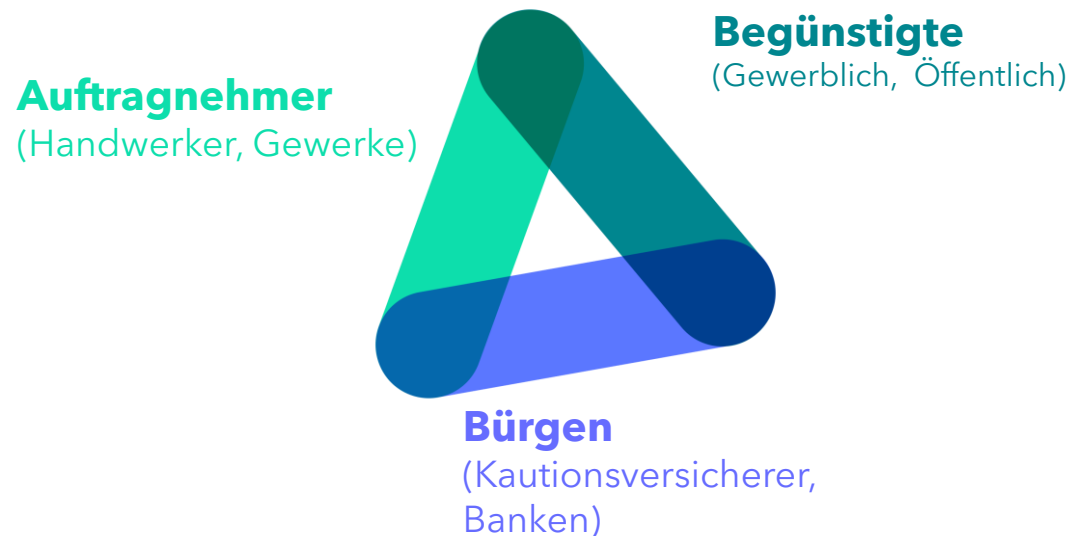 Auftragnehmer
(Handwerker, Gewerke)
Begünstigte
(Gewerblich, Öffentlich)
Bürgen
(Kautionsversicherer,
Banken)